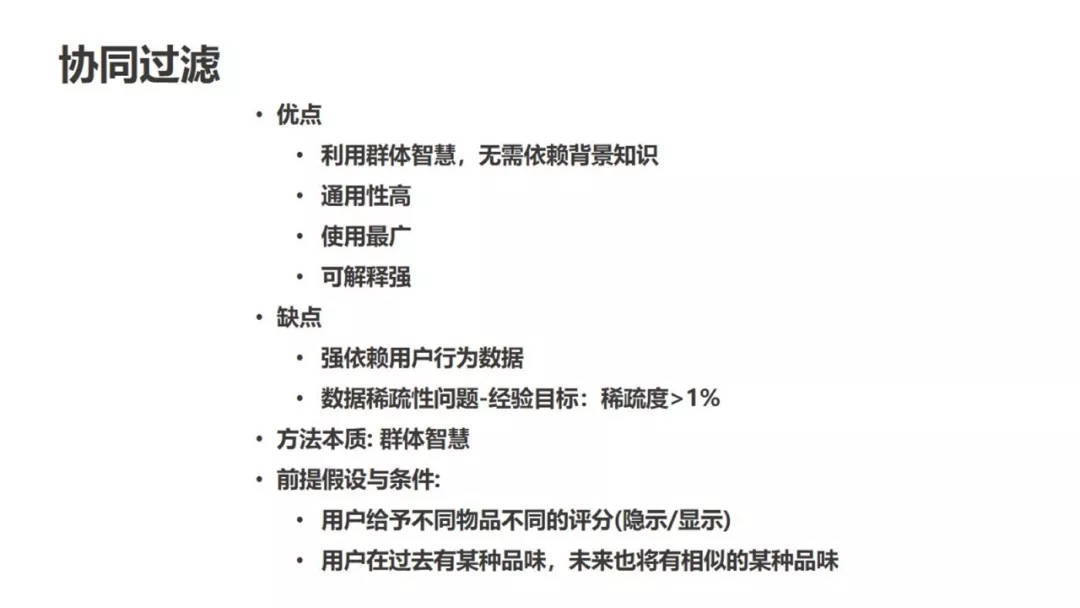 协同过滤
• 优点
• 利用群体智慧，无需依赖背景知识
• 通用性高
• 使用最广
• 可解释强
• 缺点
• 强依赖用户行为数据
• 数据稀疏性问题-经验目标：稀疏度>1%
• 方法本质: 群体智慧
• 前提假设与条件:
• 用户给予不同物品不同的评分(隐示/显示)
• 用户在过去有某种品味，未来也将有相似的某种品味